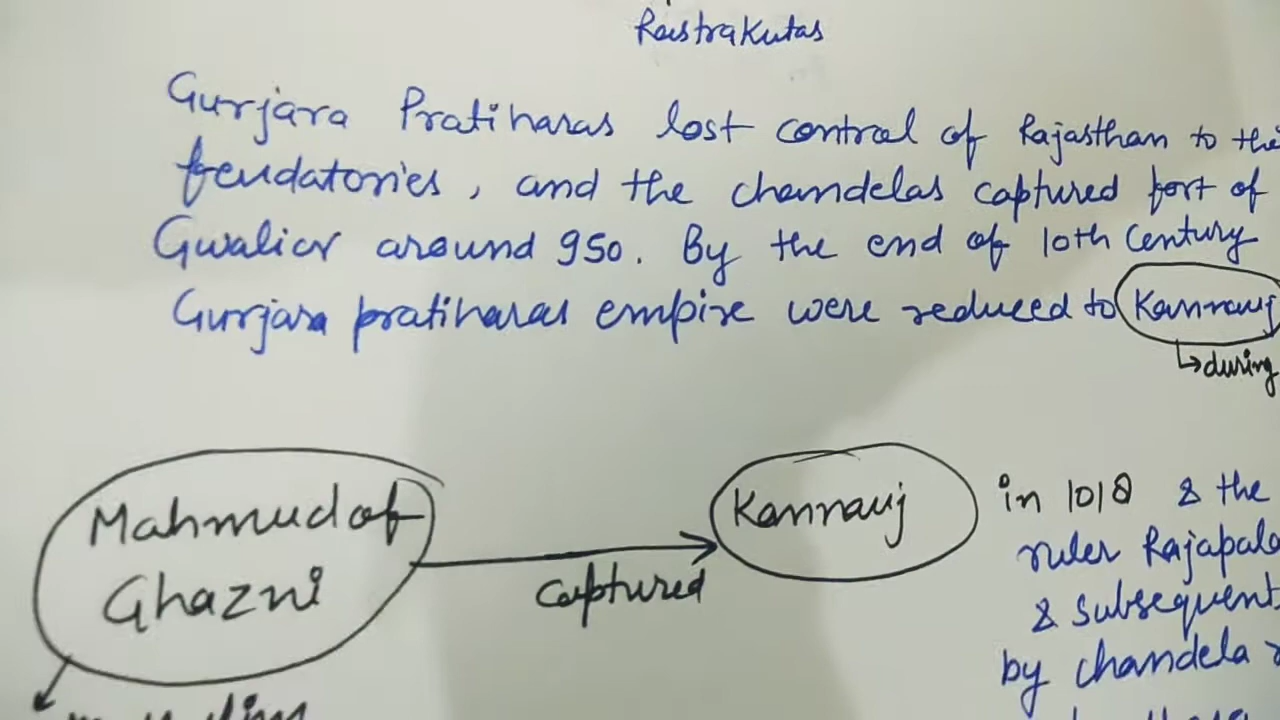 Rastrakutas
Gurjara Pratiharas lost control of Rajasthan to the
feudatories, and the chandelas captured fort of
Gwalior around 950. By the end of 10th Century
Gurjara pratiharas empire were reduced to Kannauj
↳during
Mahmud of
Ghazni
captured
Kannauj
in 1018 & the
ruler Rajapala
& subsequent
by chandela